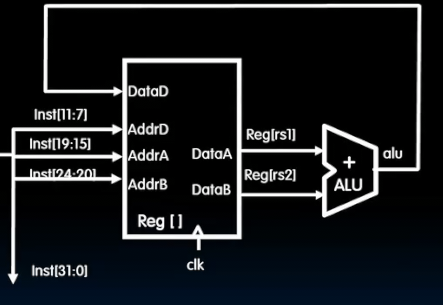 DataD
Inst[11:7]
AddrD
Inst[19:15]
AddrA
DataA
Reg[rs1]
Inst[24:20]
AddrB
DataB
Reg[rs2]
+
ALU
alu
Reg []
clk
Inst[31:0]